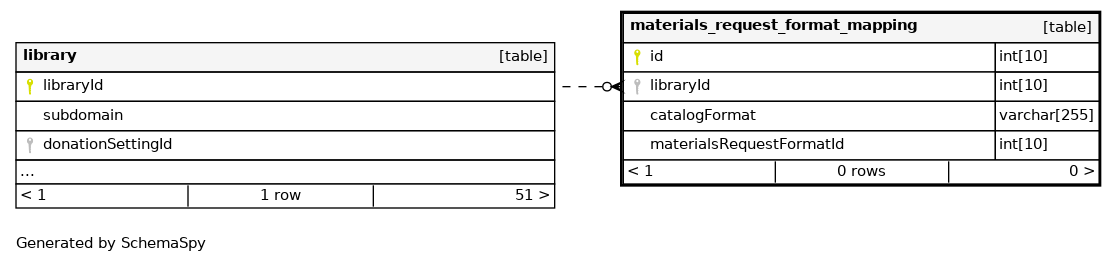 library [table]
libraryId
subdomain
donationSettingId
...
< 1 1 row 51 >
materials_request_format_mapping [table]
id int[10]
libraryId int[10]
catalogFormat varchar[255]
materialsRequestFormatId int[10]
< 1 0 rows 0 >
Generated by SchemaSpy